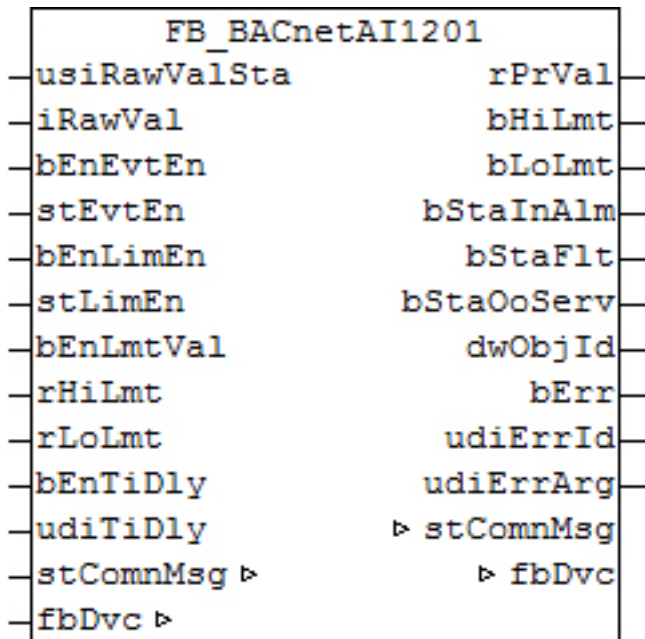 FB_BACnetAI1201
usiRawValSta rPrVal
iRawVal bHiLmt
bEnEvtEn bLoLmt
stEvtEn bStaInAlm
bEnLimEn bStaFlt
stLimEn bStaOoServ
bEnLmtVal dwObjId
rHiLmt bErr
rLoLmt udiErrId
bEnTiDly udiErrArg
udiTiDly ▷ stComnMsg
stComnMsg ▷ ▷ fbDvc
fbDvc ▷